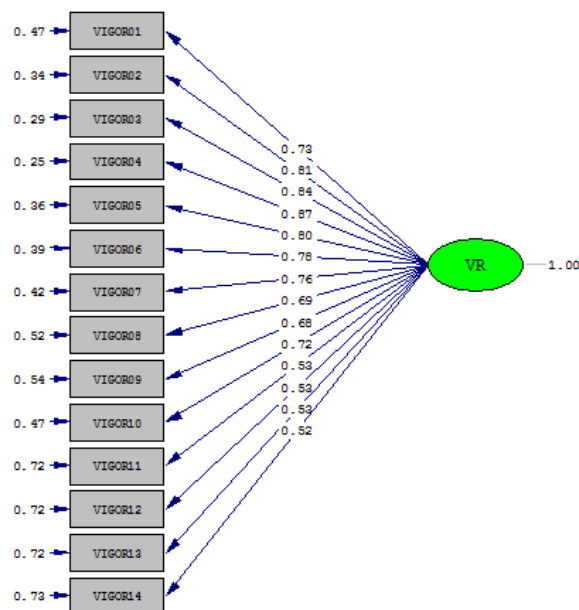 0.47 VIGOR01
0.34 VIGOR02
0.29 VIGOR03
0.25 VIGOR04
0.36 VIGOR05
0.39 VIGOR06
0.42 VIGOR07
0.52 VIGOR08
0.54 VIGOR09
0.47 VIGOR10
0.72 VIGOR11
0.72 VIGOR12
0.72 VIGOR13
0.73 VIGOR14
0.73
0.81
0.84
0.87
0.80
0.78
0.76
0.69
0.68
0.72
0.53
0.53
0.53
0.52
VR 1.00